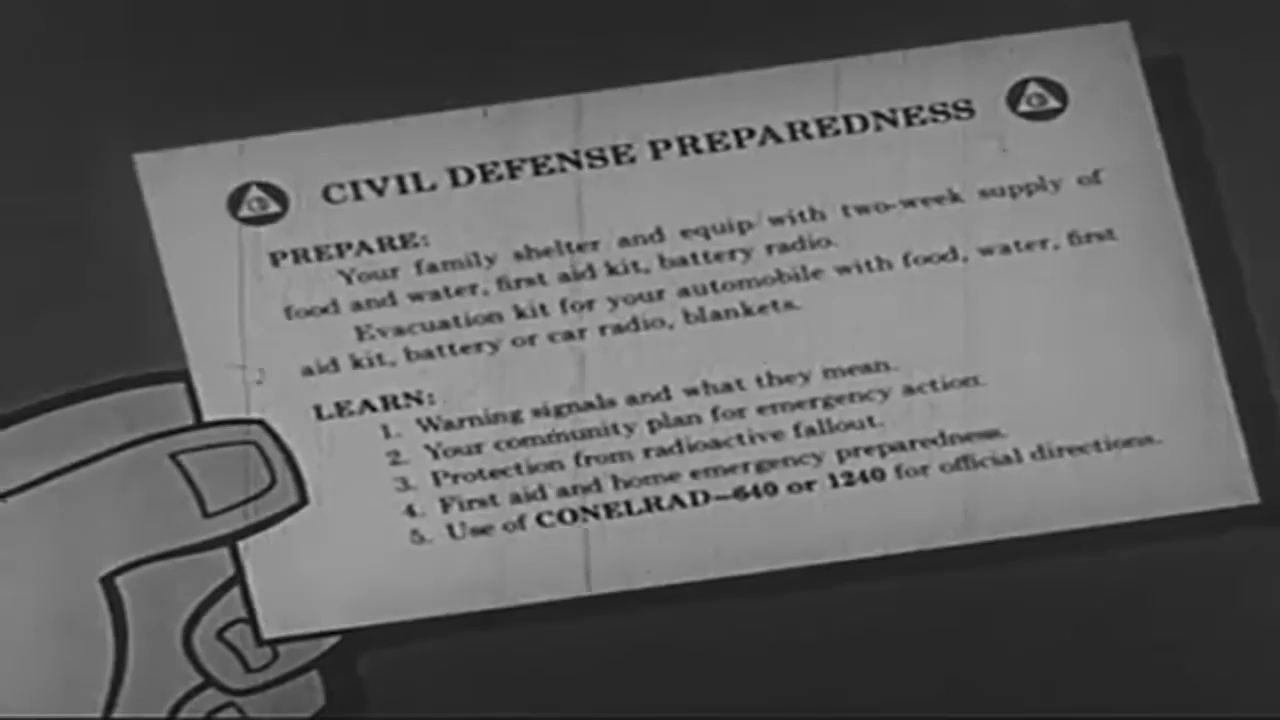 CIVIL DEFENSE PREPAREDNESS
PREPARE:
Your family shelter and equip with two-week supply of
food and water, first aid kit, battery radio.
Evacuation kit for your automobile with food, water, first
aid kit, battery or car radio, blankets.
LEARN:
1. Warning signals and what they mean.
2. Your community plan for emergency action.
3. Protection from radioactive fallout.
4. First aid and home emergency preparedness.
5. Use of CONELRAD—640 or 1240 for official directions.